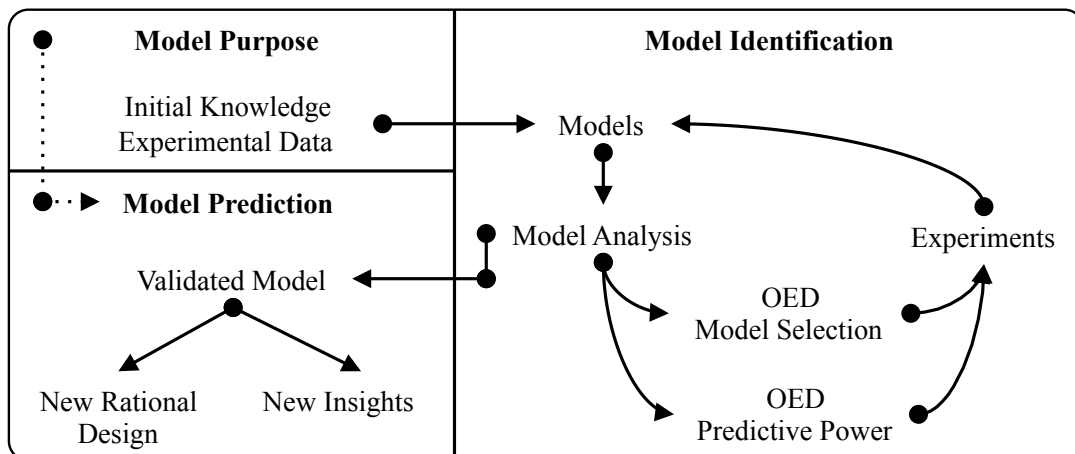 Model Purpose
Initial Knowledge
Experimental Data
Model Prediction
Validated Model
New Rational
Design
New Insights
Model Identification
Models
Model Analysis
Experiments
OED
Model Selection
OED
Predictive Power